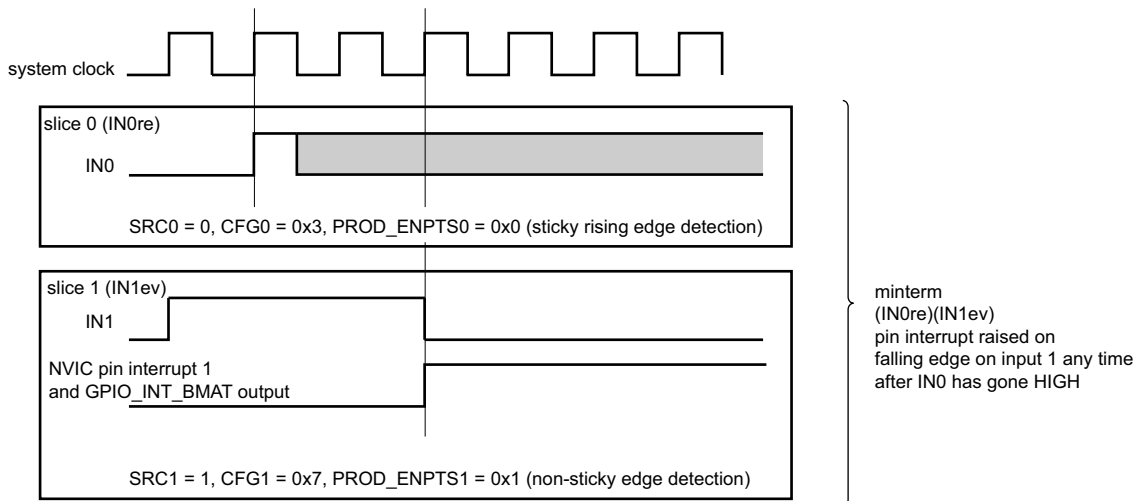 system clock
slice 0 (IN0re)
IN0
SRC0 = 0, CFG0 = 0x3, PROD_ENPTS0 = 0x0 (sticky rising edge detection)
slice 1 (IN1ev)
IN1
NVIC pin interrupt 1
and GPIO_INT_BMAT output
SRC1 = 1, CFG1 = 0x7, PROD_ENPTS1 = 0x1 (non-sticky edge detection)
minterm
(IN0re)(IN1ev)
pin interrupt raised on
falling edge on input 1 any time
after IN0 has gone HIGH